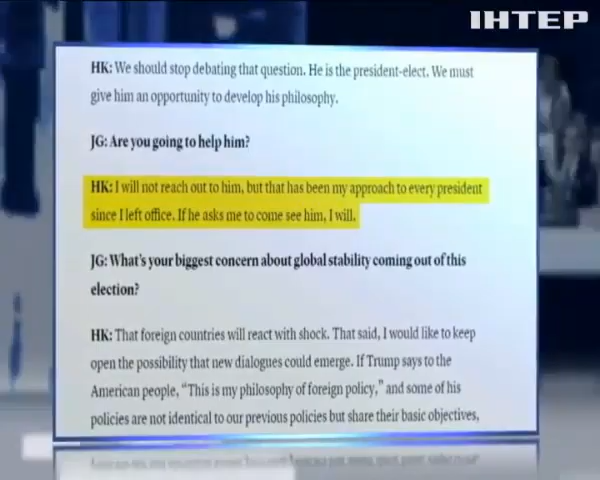 ІНТЕР
HK: We should stop debating that question. He is the president-elect. We must
give him an opportunity to develop his philosophy.
JG: Are you going to help him?
HK: I will not reach out to him, but that has been my approach to every president
since I left office. If he asks me to come see him, I will.
JG: What's your biggest concern about global stability coming out of this
election?
HK: That foreign countries will react with shock. That said, I would like to keep
open the possibility that new dialogues could emerge. If Trump says to the
American people, “This is my philosophy of foreign policy,” and some of his
policies are not identical to our previous policies but share their basic objectives,